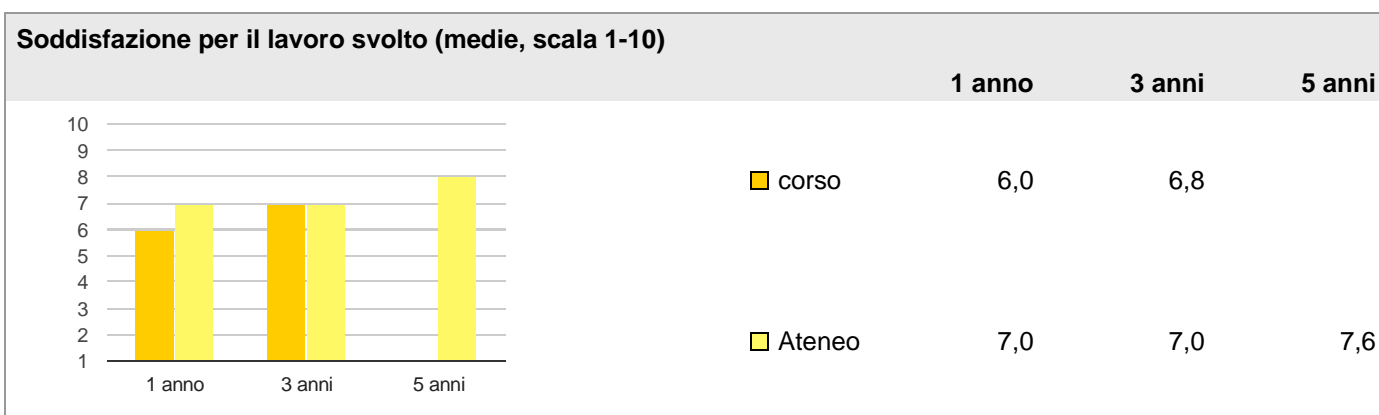 Soddisfazione per il lavoro svolto (medie, scala 1-10)
1 anno 3 anni 5 anni
10
9
8
7
6
5
4
3
2
1
1 anno 3 anni 5 anni
corso 6,0 6,8
Ateneo 7,0 7,0 7,6